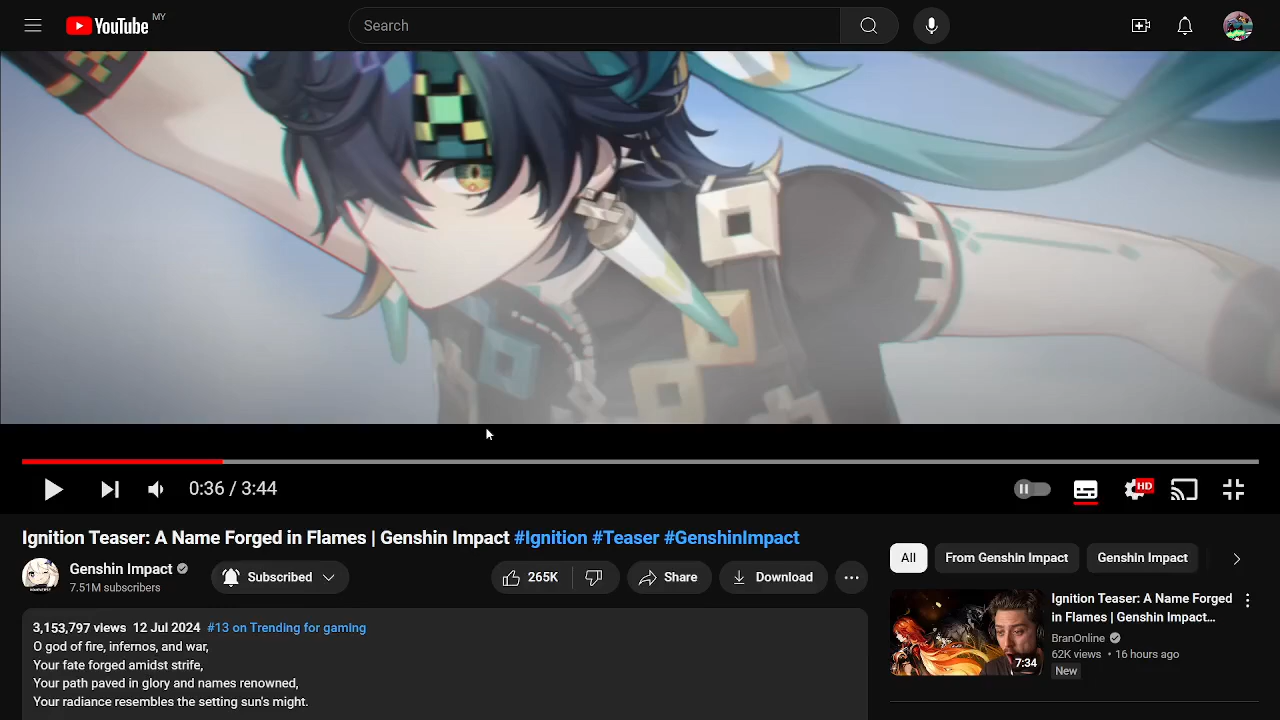 YouTube MY
Search
0:36 / 3:44
HD
Ignition Teaser: A Name Forged in Flames | Genshin Impact #Ignition #Teaser #GenshinImpact
Genshin Impact
7.51M subscribers
Subscribed
265K
Share
Download
3,153,797 views 12 Jul 2024 #13 on Trending for gaming
O god of fire, infernos, and war,
Your fate forged amidst strife,
Your path paved in glory and names renowned,
Your radiance resembles the setting sun's might.
All
From Genshin Impact
Genshin Impact
7:34
Ignition Teaser: A Name Forged
in Flames | Genshin Impact...
BranOnline
62K views • 16 hours ago
New